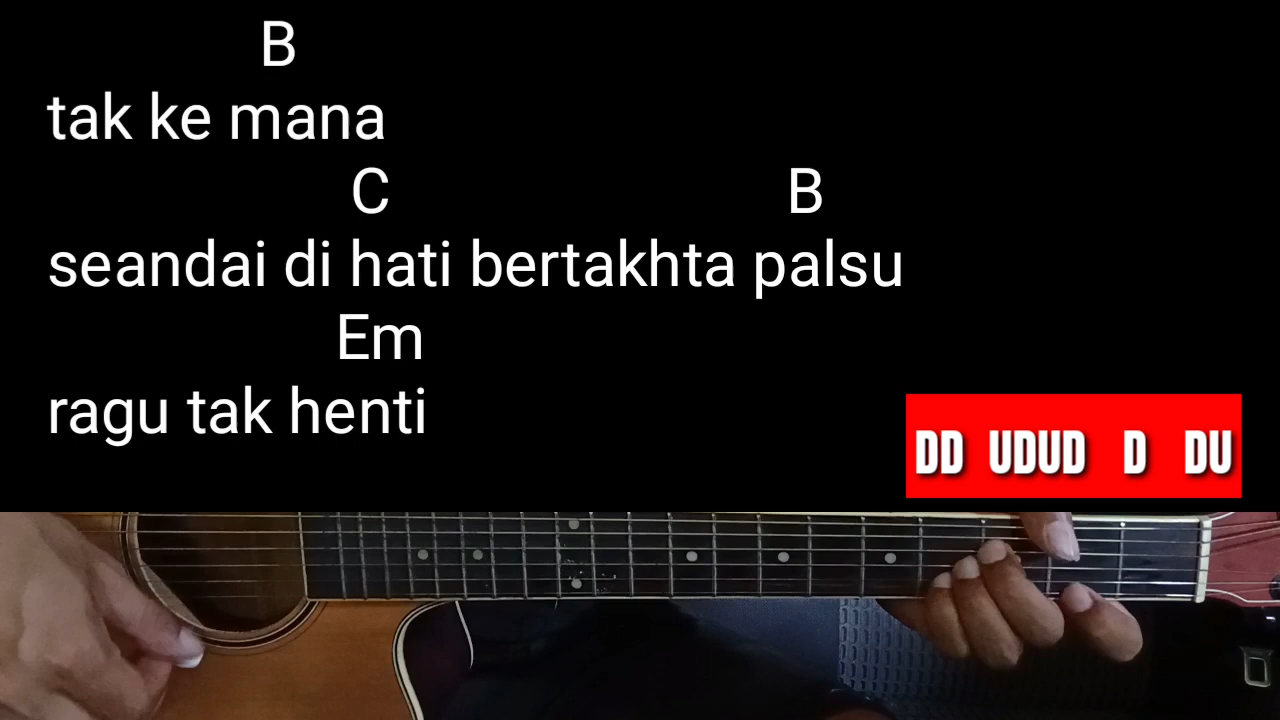 B
tak ke mana
C B
seandai di hati bertakhta palsu
Em
ragu tak henti
DD UDUD D DU